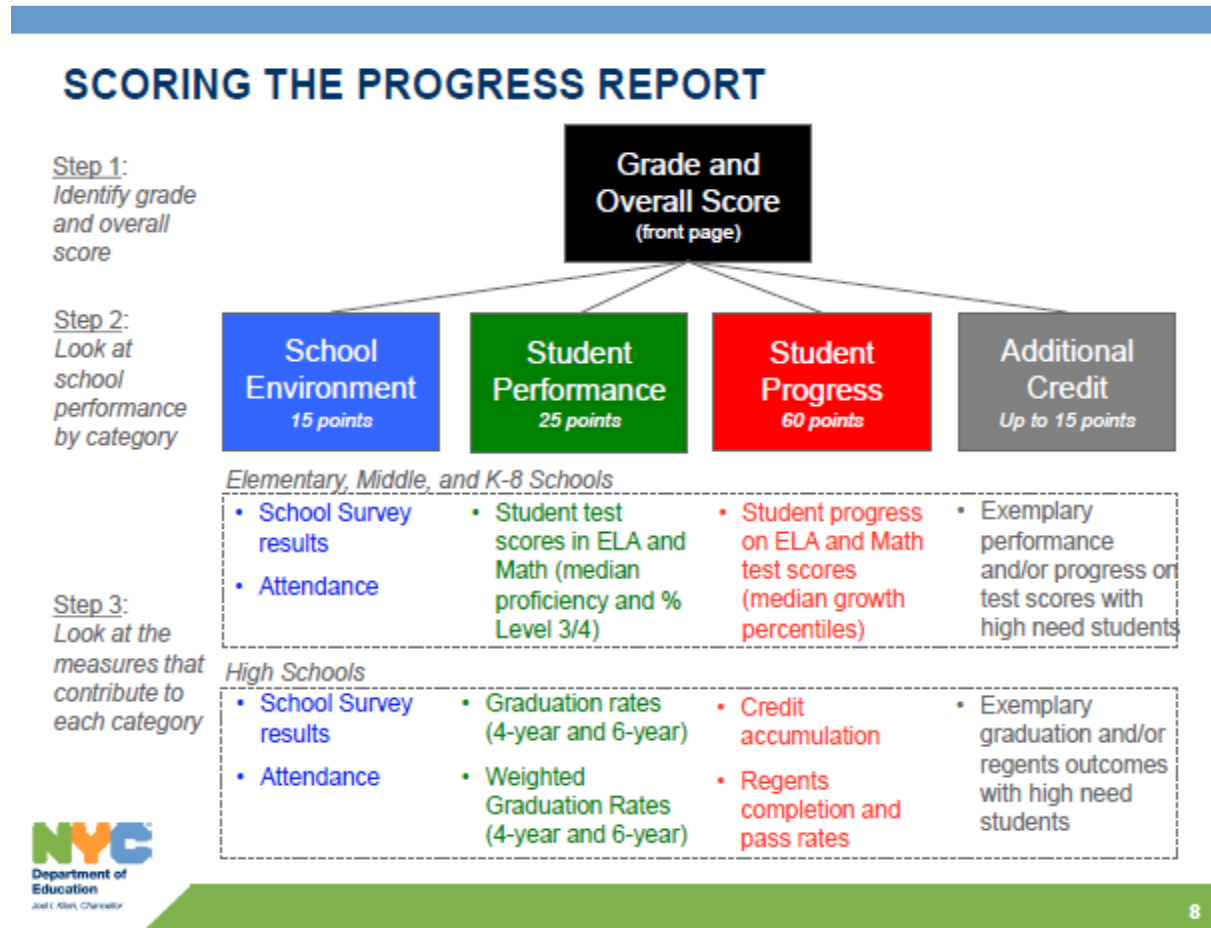 SCORING THE PROGRESS REPORT
Step 1:
Identify grade
and overall
score
Grade and
Overall Score
(front page)
Step 2:
Look at
school
performance
by category
School
Environment
15 points
Student
Performance
25 points
Student
Progress
60 points
Additional
Credit
Up to 15 points
Step 3:
Look at the
measures that
contribute to
each category
Elementary, Middle, and K-8 Schools
• School Survey
results
• Attendance
• Student test
scores in ELA and
Math (median
proficiency and %
Level 3/4)
• Student progress
on ELA and Math
test scores
(median growth
percentiles)
• Exemplary
performance
and/or progress on
test scores with
high need students
High Schools
• School Survey
results
• Attendance
• Graduation rates
(4-year and 6-year)
• Weighted
Graduation Rates
(4-year and 6-year)
• Credit
accumulation
• Regents
completion and
pass rates
• Exemplary
graduation and/or
regents outcomes
with high need
students
NYC
Department of
Education
Joel I. Klein, Chancellor
8